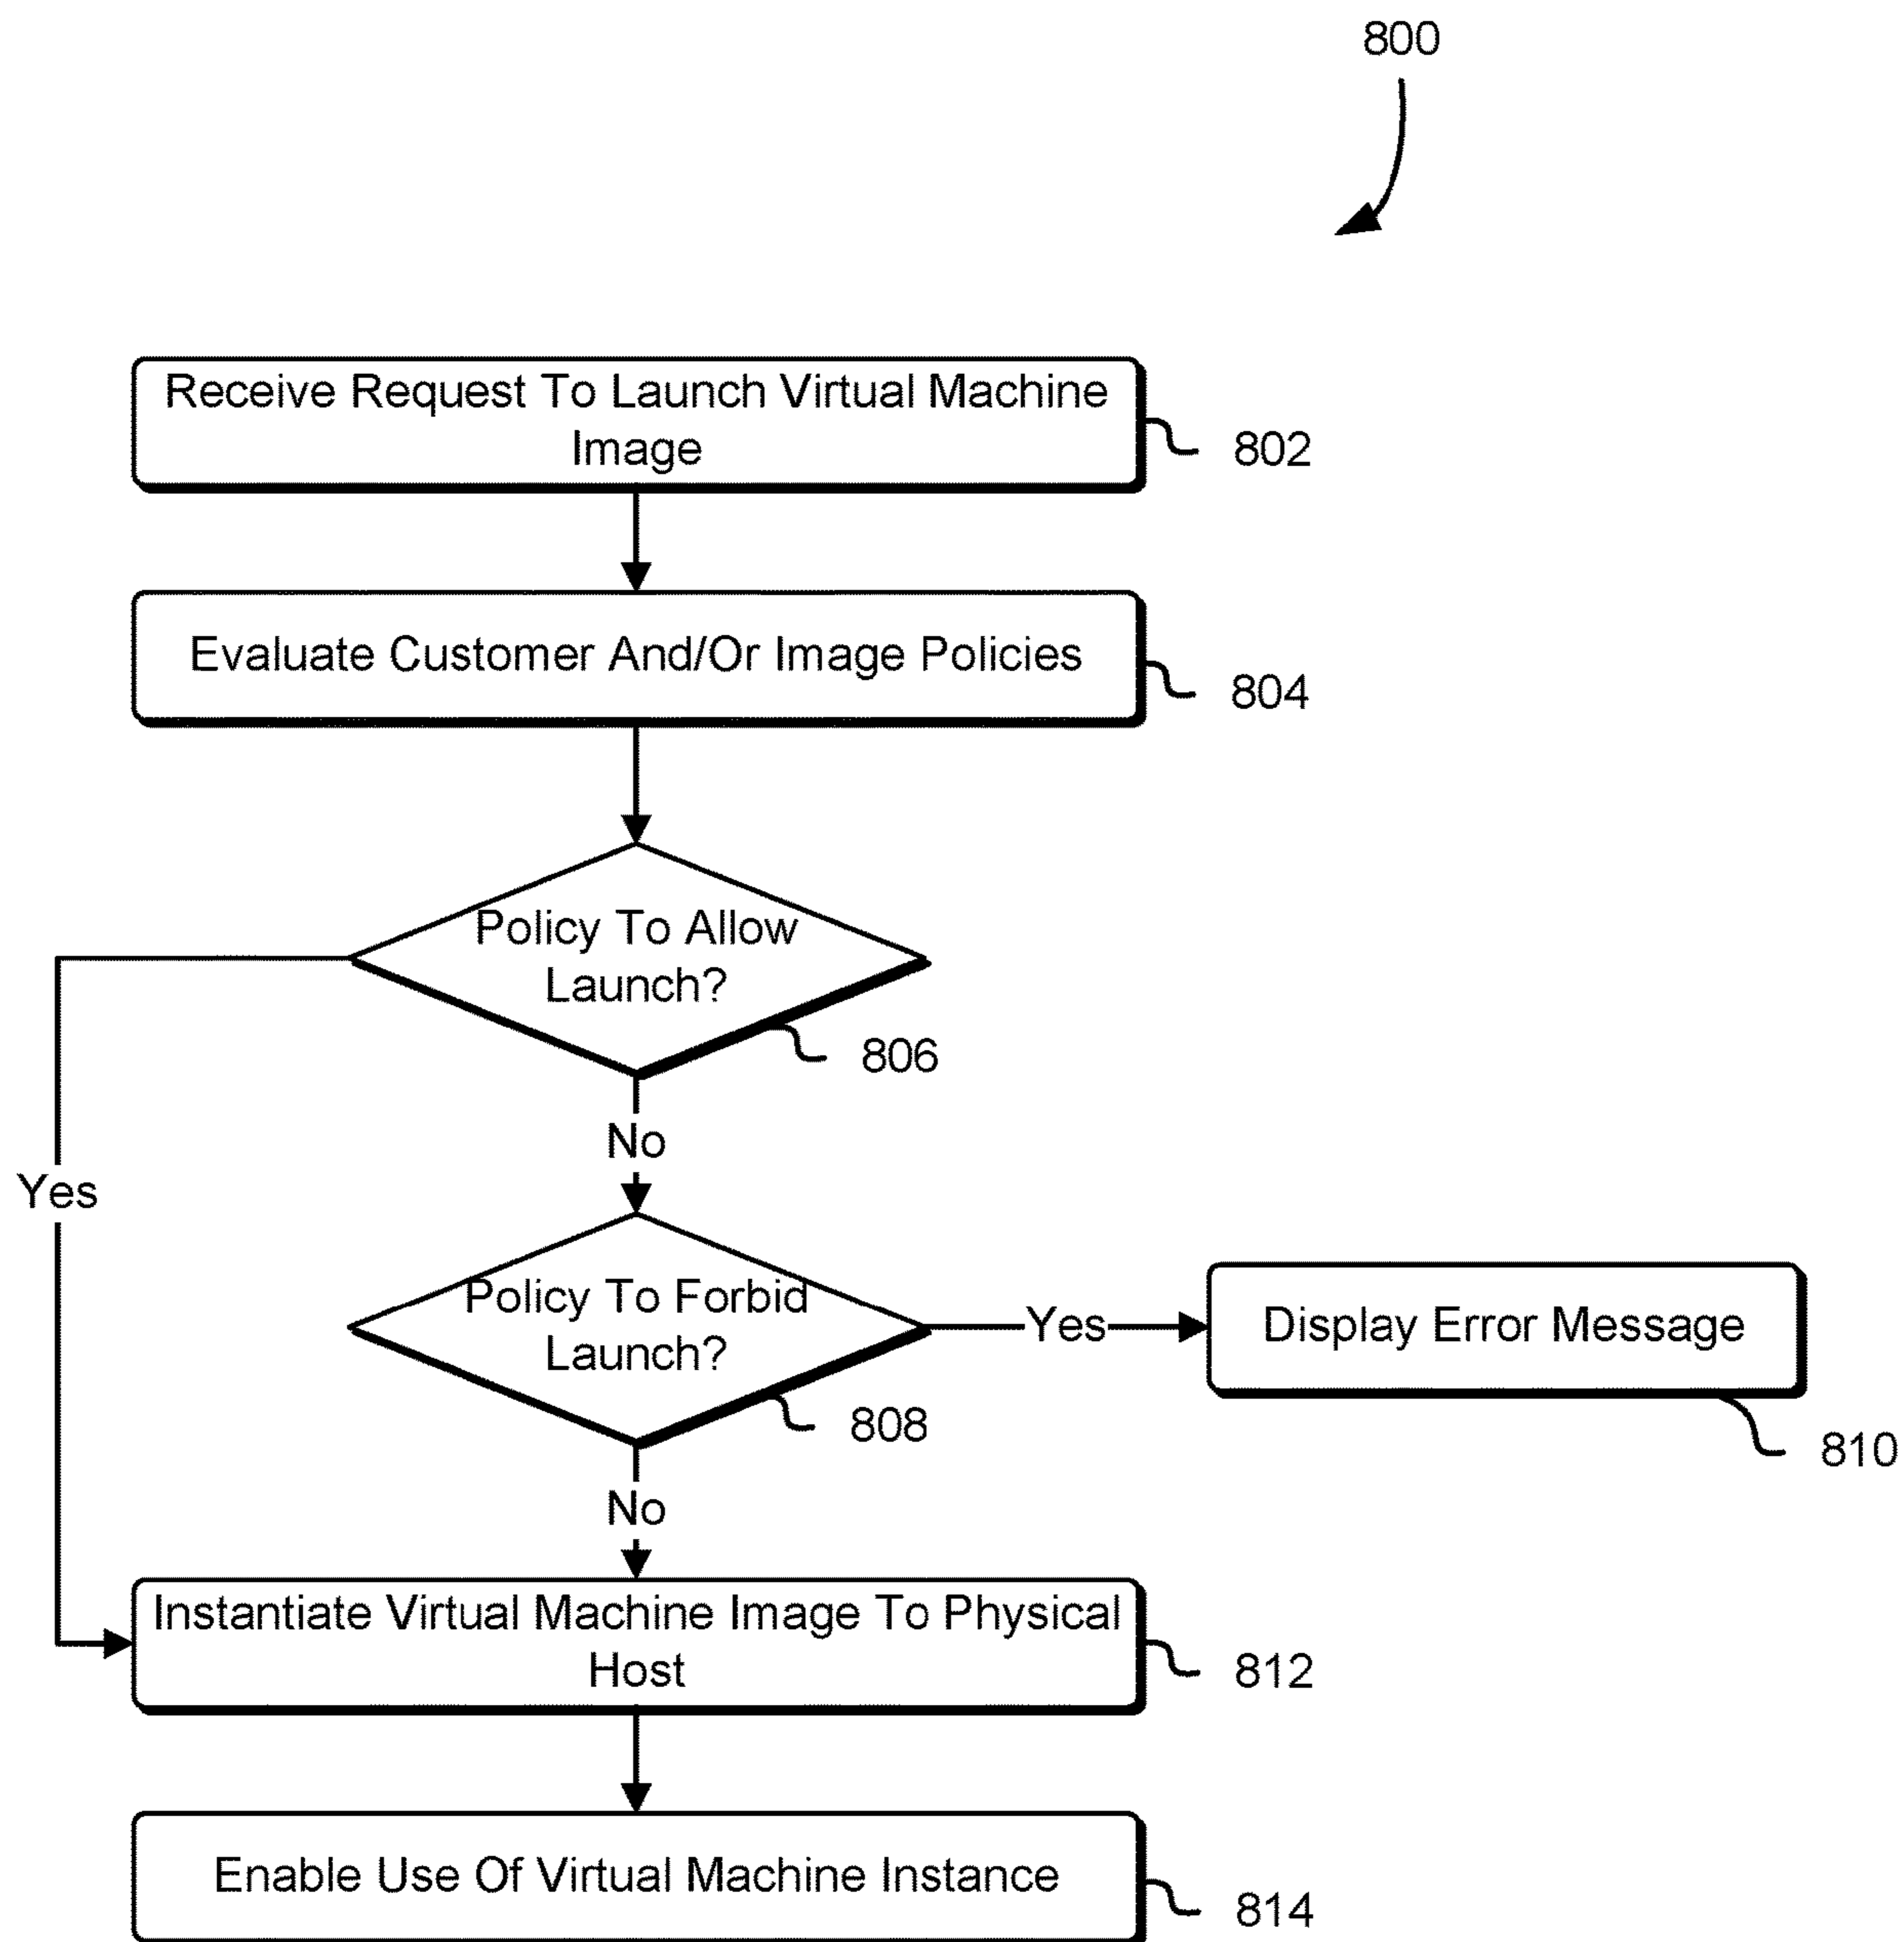 800
Receive Request To Launch Virtual Machine
Image
802
Evaluate Customer And/Or Image Policies
804
Policy To Allow
Launch?
806
No
Yes
Policy To Forbid
Launch?
808
Yes
Display Error Message
810
No
Instantiate Virtual Machine Image To Physical
Host
812
Enable Use Of Virtual Machine Instance
814